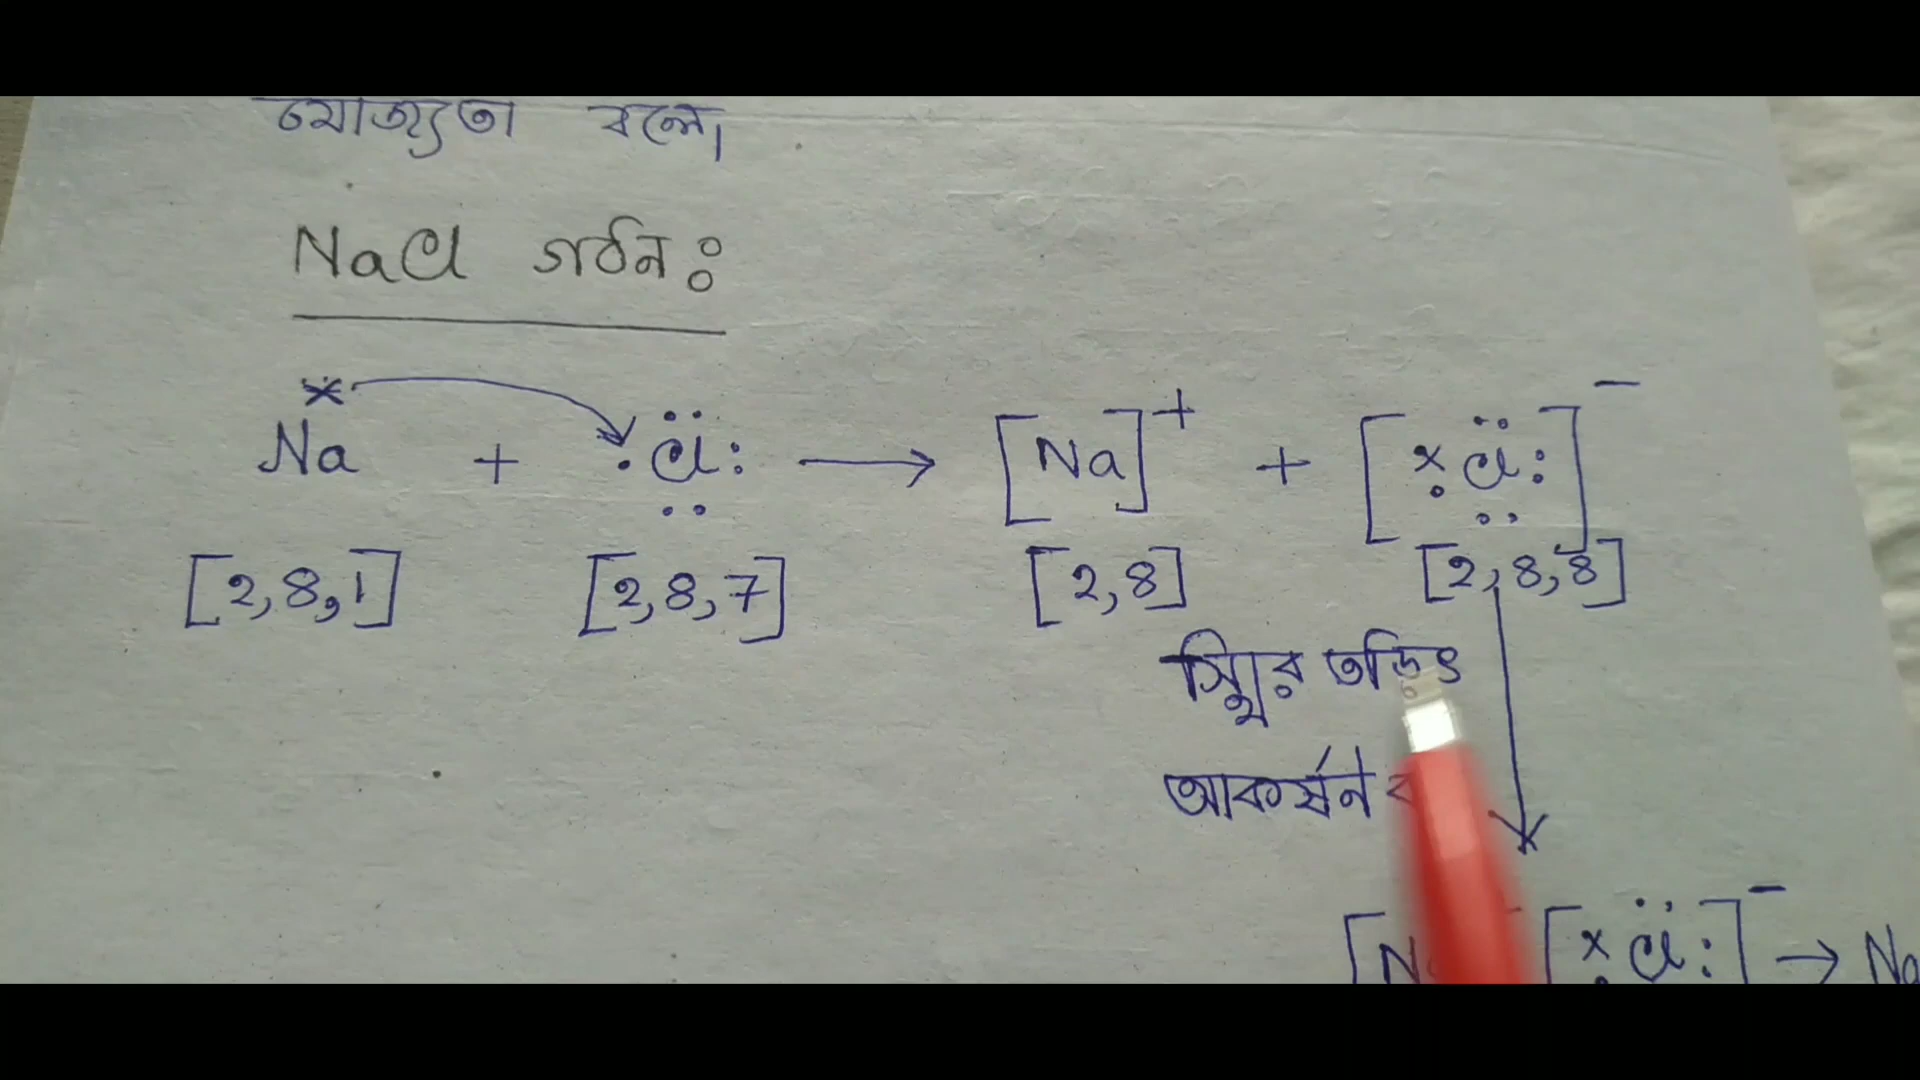 যোজ্যতা বলে।
NaCl গঠন:
Na + Cl → [Na]⁺ + [Cl]⁻
[2,8,1] [2,8,7] [2,8] [2,8,8]
স্থির তড়িৎ
আকর্ষন
[Cl]⁻ → Na